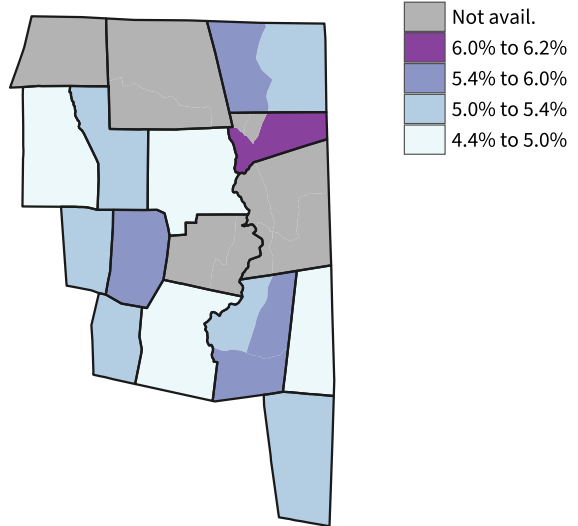 Not avail.
6.0% to 6.2%
5.4% to 6.0%
5.0% to 5.4%
4.4% to 5.0%